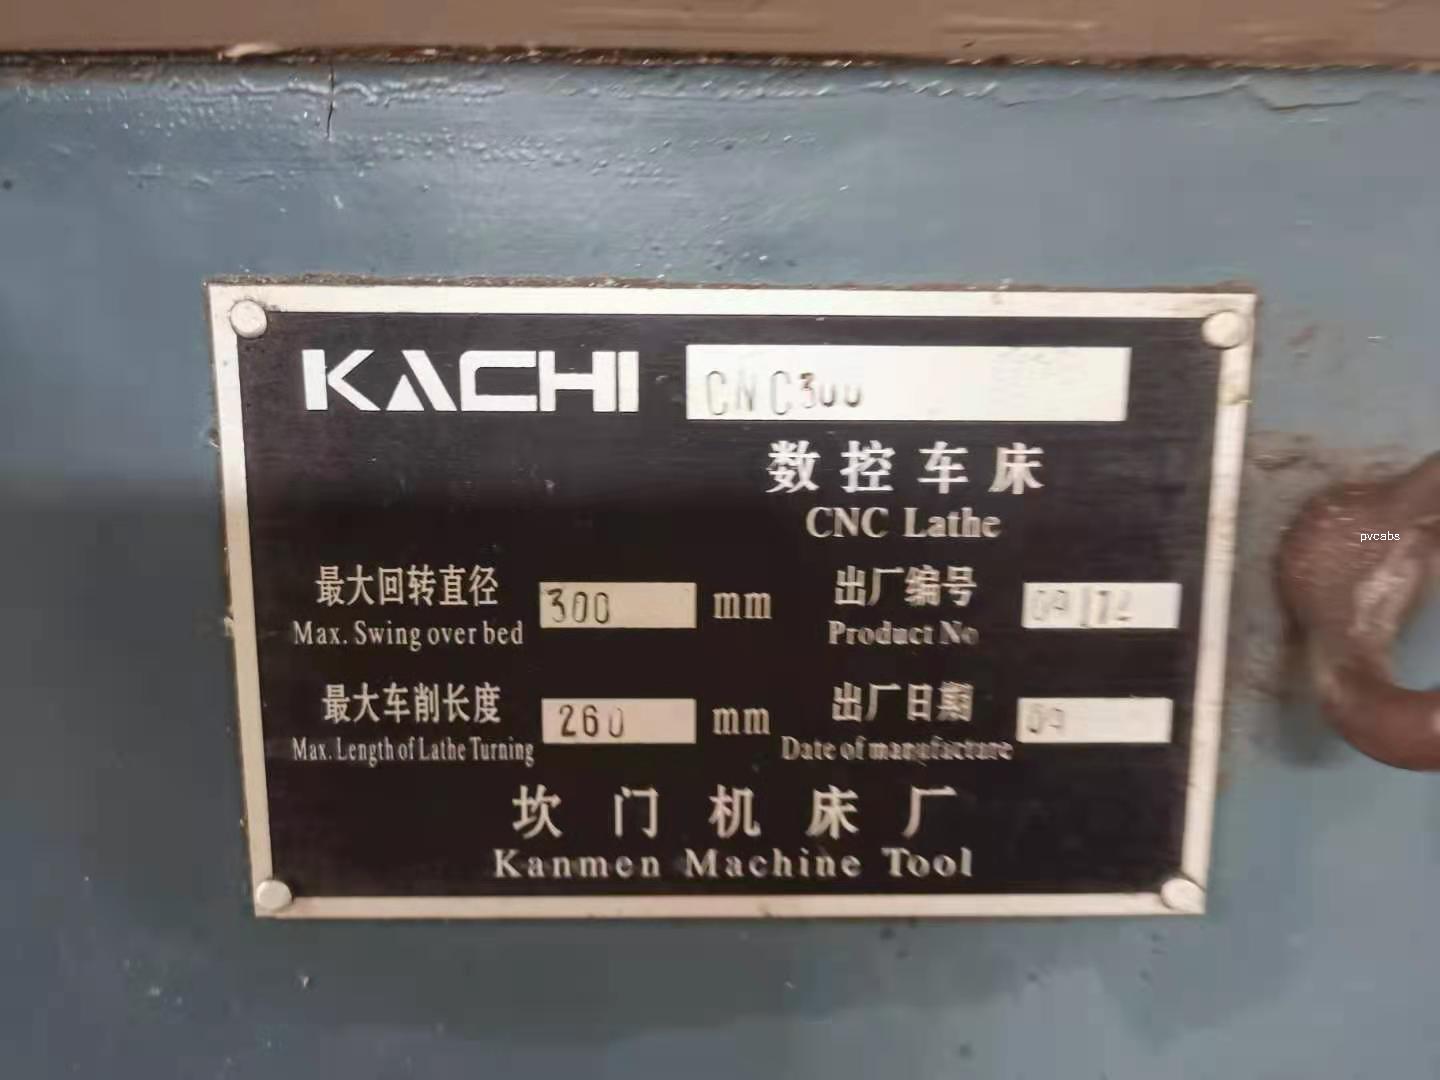 KACHI CNC300
数控车床
CNC Lathe
最大回转直径 300 mm 出厂编号
Max. Swing over bed Product No
最大车削长度 260 mm 出厂日期 09
Max. Length of Lathe Turning Date of manufacture
坎门机床厂
Kanmen Machine Tool
pvcabs